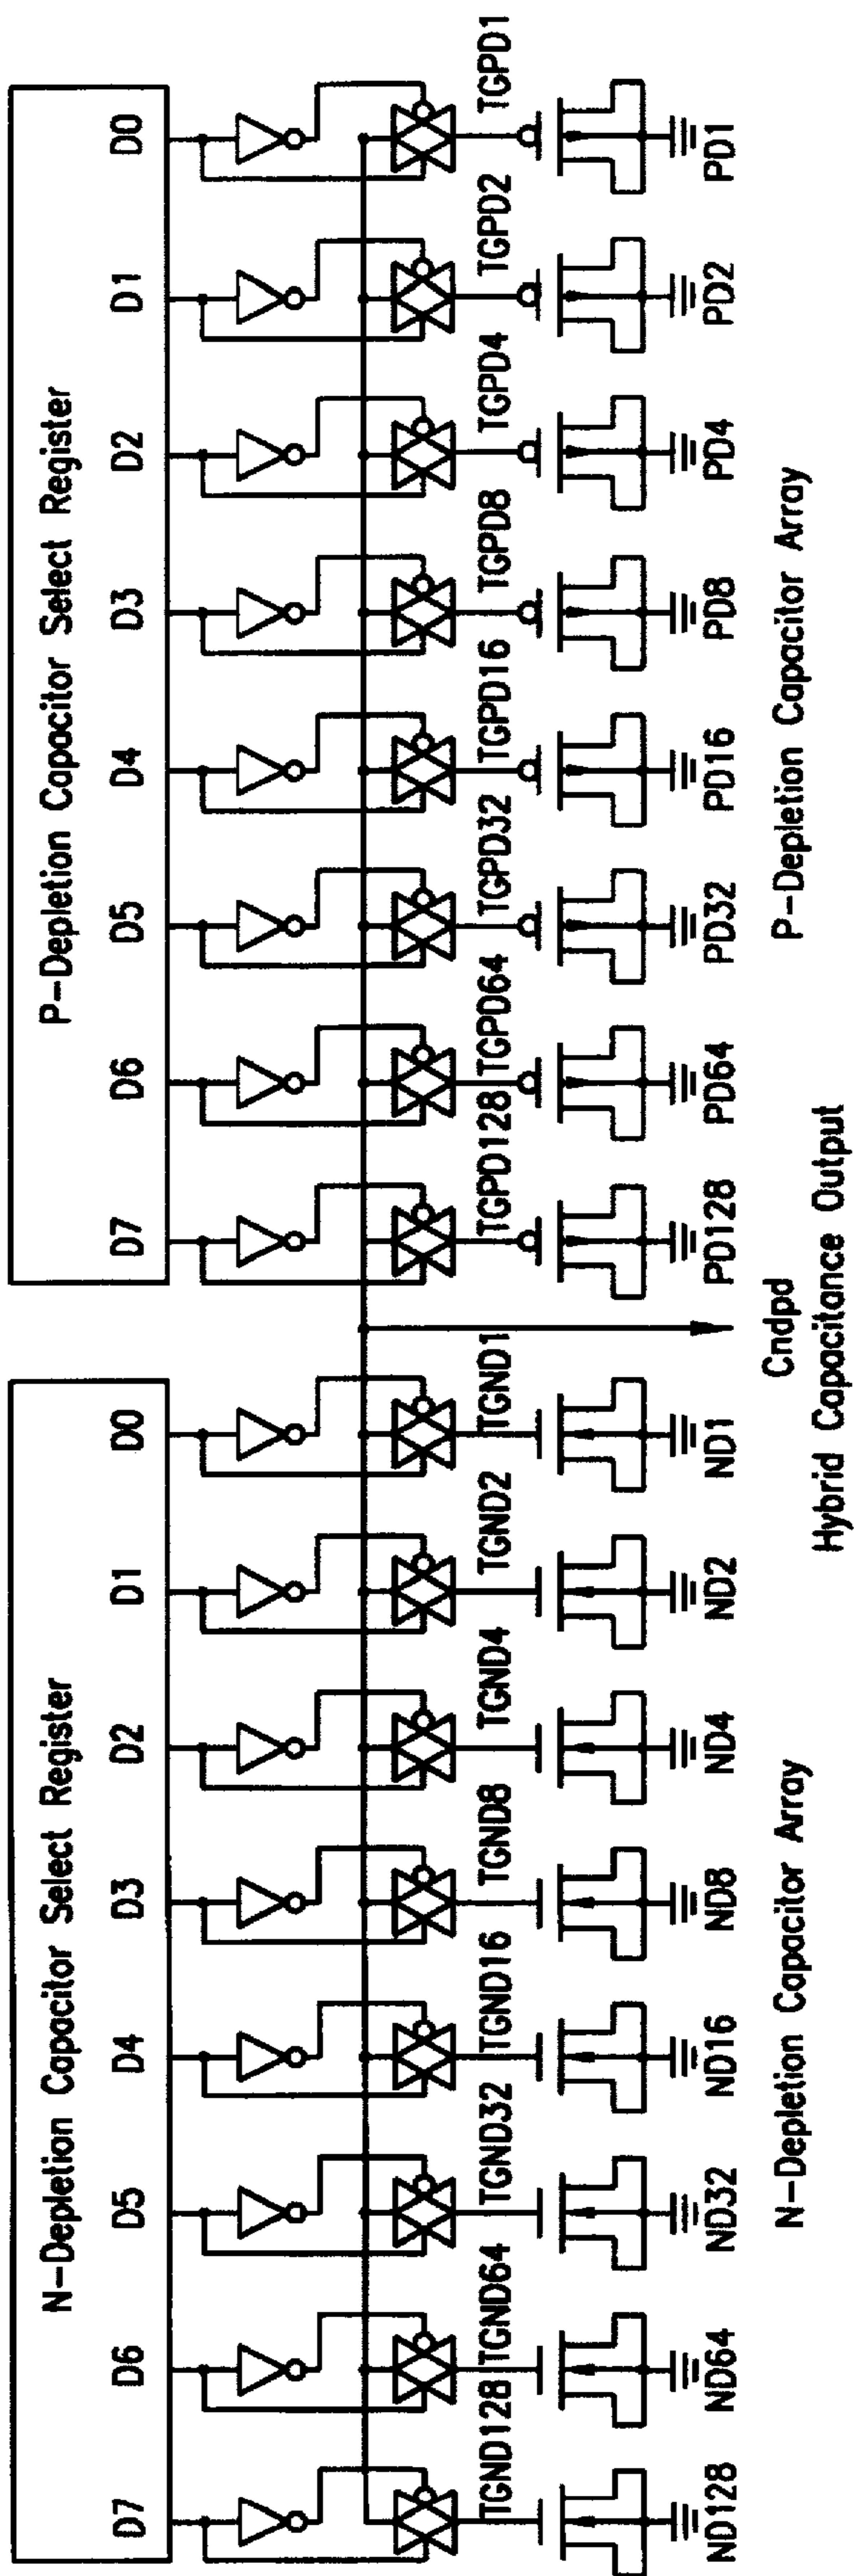 N-Depletion Capacitor Select Register
D7 D6 D5 D4 D3 D2 D1 D0
TGND128 TGND64 TGND32 TGND16 TGND8 TGND4 TGND2 TGND1
ND128 ND64 ND32 ND16 ND8 ND4 ND2 ND1
N-Depletion Capacitor Array
Cndpd
Hybrid Capacitance Output
P-Depletion Capacitor Select Register
D7 D6 D5 D4 D3 D2 D1 D0
TGPD128 TGPD64 TGPD32 TGPD16 TGPD8 TGPD4 TGPD2 TGPD1
PD128 PD64 PD32 PD16 PD8 PD4 PD2 PD1
P-Depletion Capacitor Array